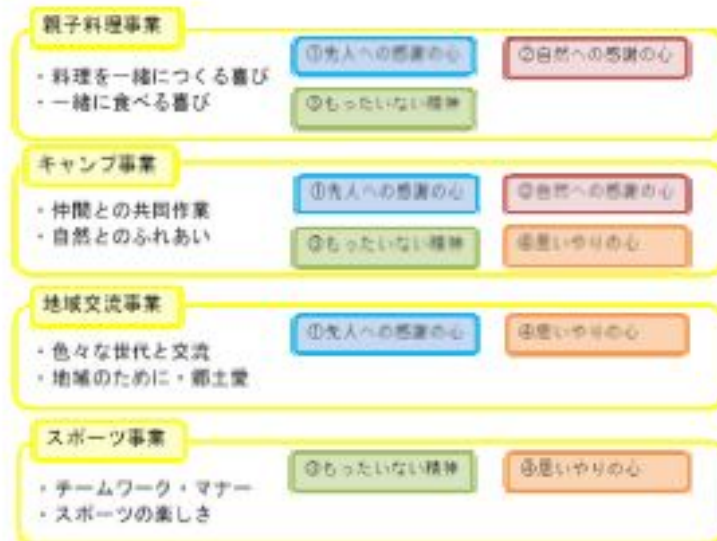 親子料理事業
・料理を一緒につくる喜び
・一緒に食べる喜び
①先人への感謝の心
②自然への感謝の心
③もったいない精神
キャンプ事業
・仲間との共同作業
・自然とのふれあい
①先人への感謝の心
②自然への感謝の心
③もったいない精神
④思いやりの心
地域交流事業
・色々な世代と交流
・地域のために・郷土愛
①先人への感謝の心
④思いやりの心
スポーツ事業
・チームワーク・マナー
・スポーツの楽しさ
③もったいない精神
④思いやりの心